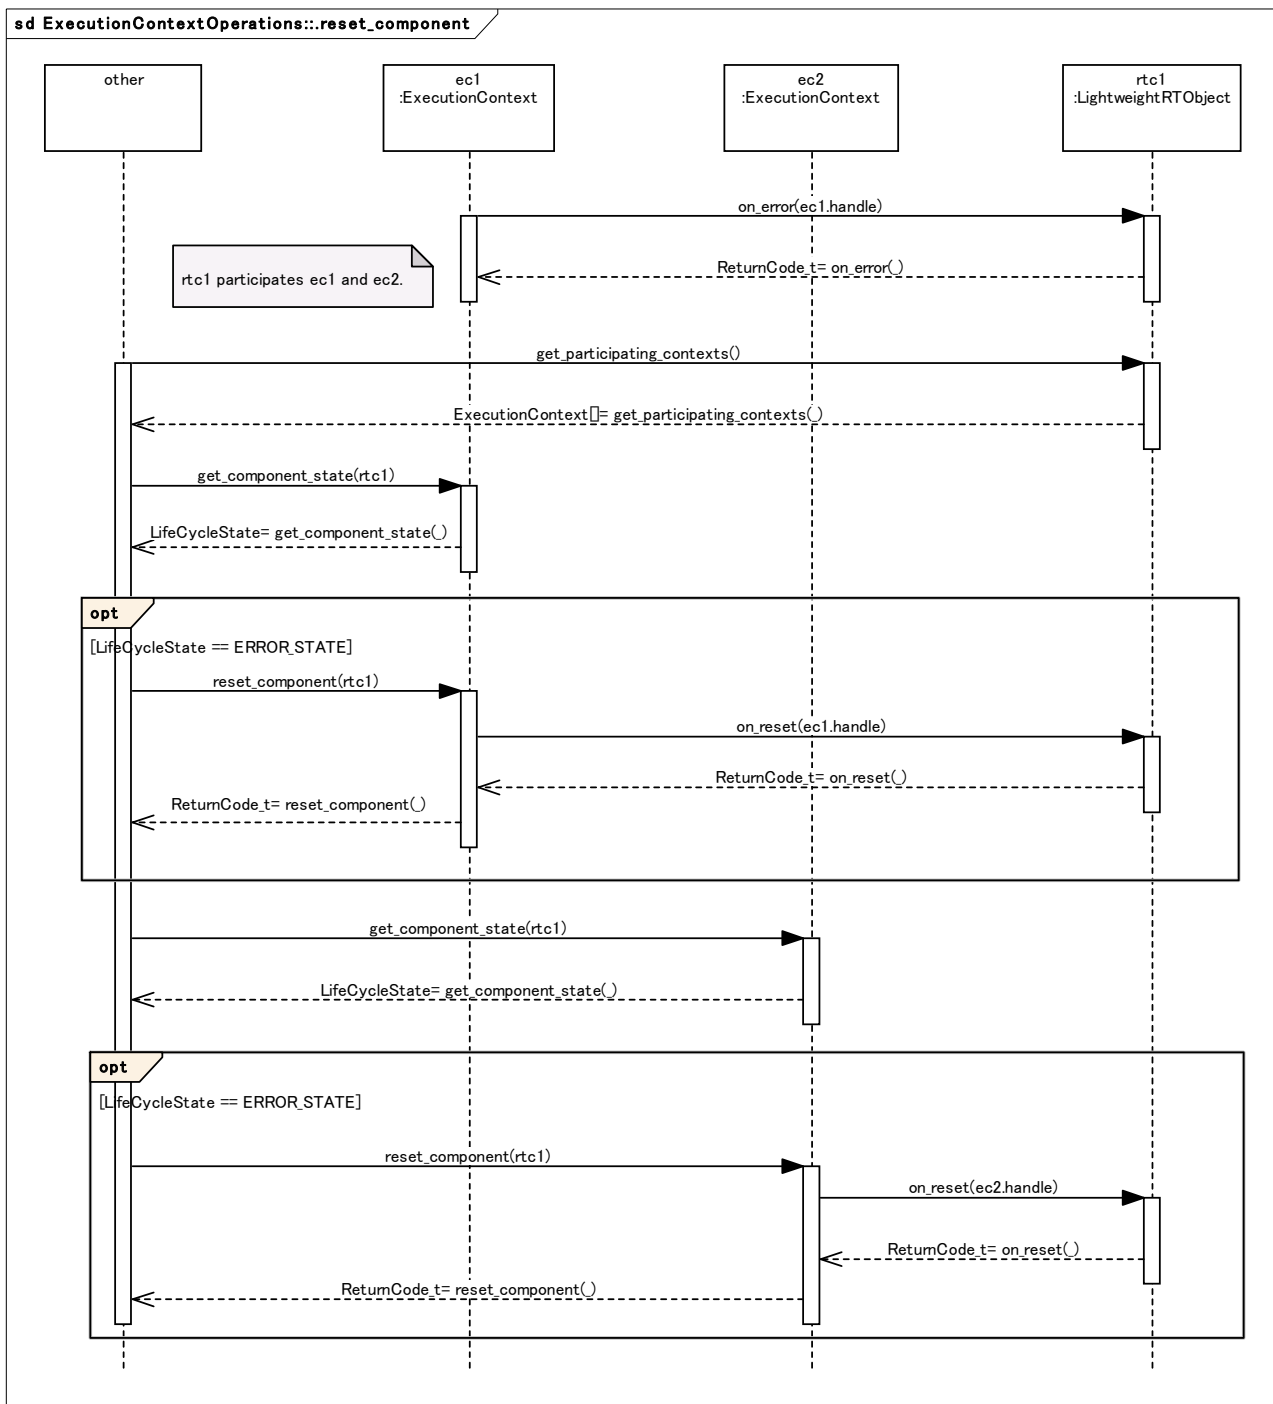 sd ExecutionContextOperations::.reset_component
other
ec1
:ExecutionContext
ec2
:ExecutionContext
rtc1
:LightweightRTObject
on_error(ec1.handle)
rtc1 participates ec1 and ec2.
ReturnCode_t= on_error(_)
get_participating_contexts()
ExecutionContext[]= get_participating_contexts(_)
get_component_state(rtc1)
LifeCycleState= get_component_state(_)
opt
[LifeCycleState == ERROR_STATE]
reset_component(rtc1)
on_reset(ec1.handle)
ReturnCode_t= on_reset(_)
ReturnCode_t= reset_component(_)
get_component_state(rtc1)
LifeCycleState= get_component_state(_)
opt
[LifeCycleState == ERROR_STATE]
reset_component(rtc1)
on_reset(ec2.handle)
ReturnCode_t= on_reset(_)
ReturnCode_t= reset_component(_)